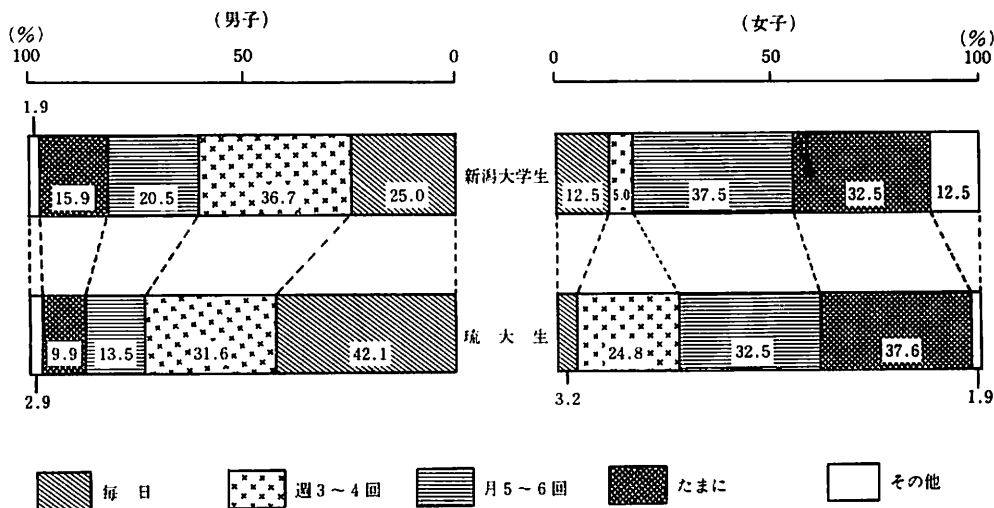 (男子)
(女子)
(%)
100 50 0
0 50 100
(%)
1.9
15.9 20.5 36.7 25.0
新潟大学生
12.5 5.0 37.5 32.5 12.5
9.9 13.5 31.6 42.1
琉大生
24.8 32.5 37.6
2.9
3.2
1.9
毎日
週3~4回
月5~6回
たまに
その他